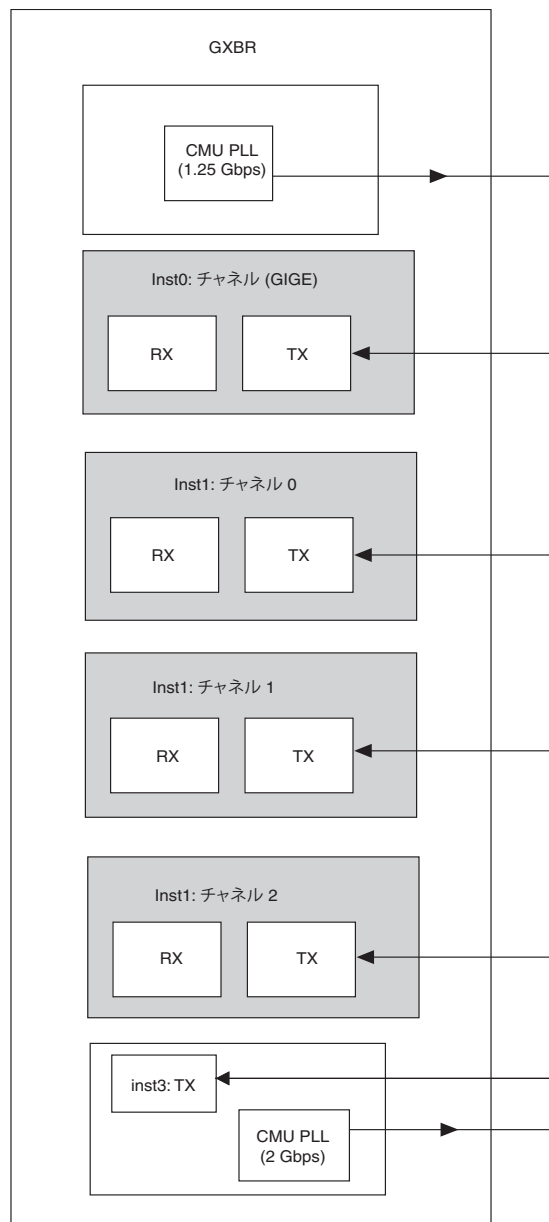 GXBR
CMU PLL
(1.25 Gbps)
Inst0: チャネル (GIGE)
RX
TX
Inst1: チャネル 0
RX
TX
Inst1: チャネル 1
RX
TX
Inst1: チャネル 2
RX
TX
inst3: TX
CMU PLL
(2 Gbps)